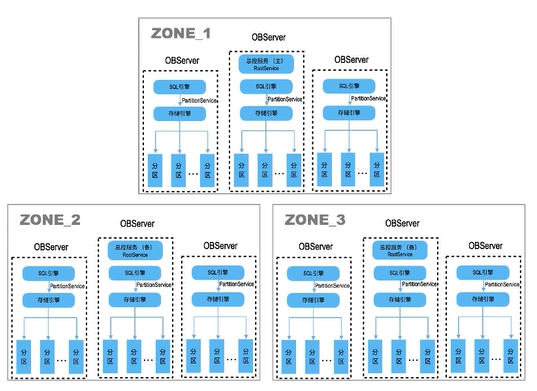 ZONE_1
OBServer
OBServer
总控服务 (主)
RootService
OBServer
SQL引擎
SQL引擎
SQL引擎
PartitionService
PartitionService
PartitionService
存储引擎
存储引擎
存储引擎
分区
分区
...
分区
分区
分区
...
分区
分区
分区
...
分区
ZONE_2
OBServer
OBServer
总控服务 (备)
RootService
OBServer
SQL引擎
SQL引擎
SQL引擎
PartitionService
PartitionService
PartitionService
存储引擎
存储引擎
存储引擎
分区
分区
...
分区
分区
分区
...
分区
分区
分区
...
分区
ZONE_3
OBServer
OBServer
总控服务 (备)
RootService
OBServer
SQL引擎
SQL引擎
SQL引擎
PartitionService
PartitionService
PartitionService
存储引擎
存储引擎
存储引擎
分区
分区
...
分区
分区
分区
...
分区
分区
分区
...
分区